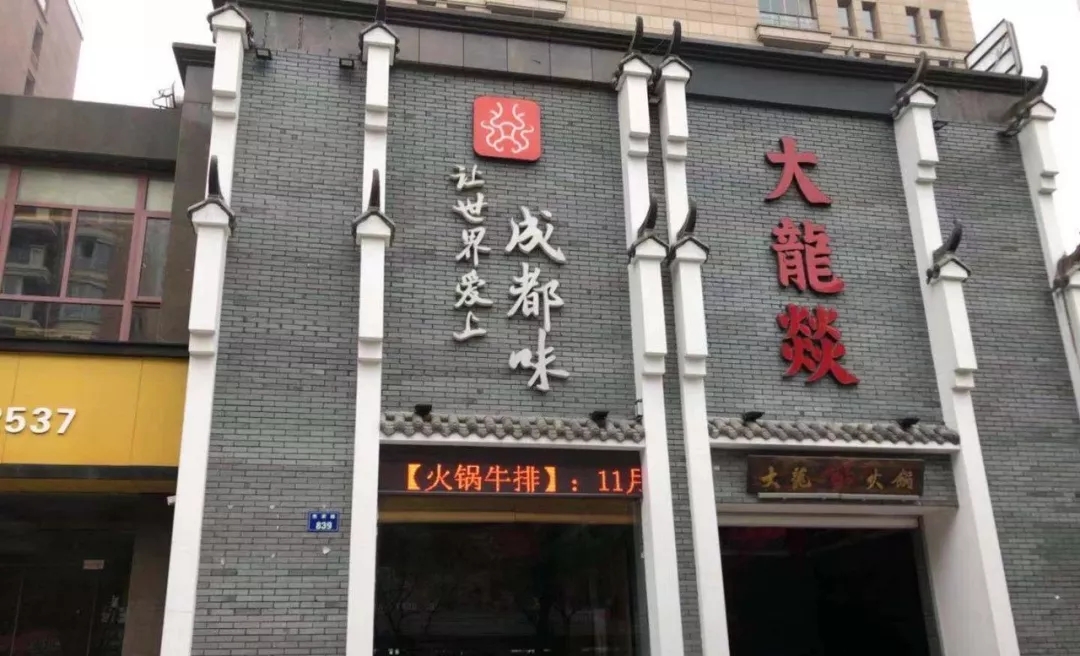 让世界爱上
成都味
大龍燚
【火锅牛排】：11月
大龍燚火锅
839
2537